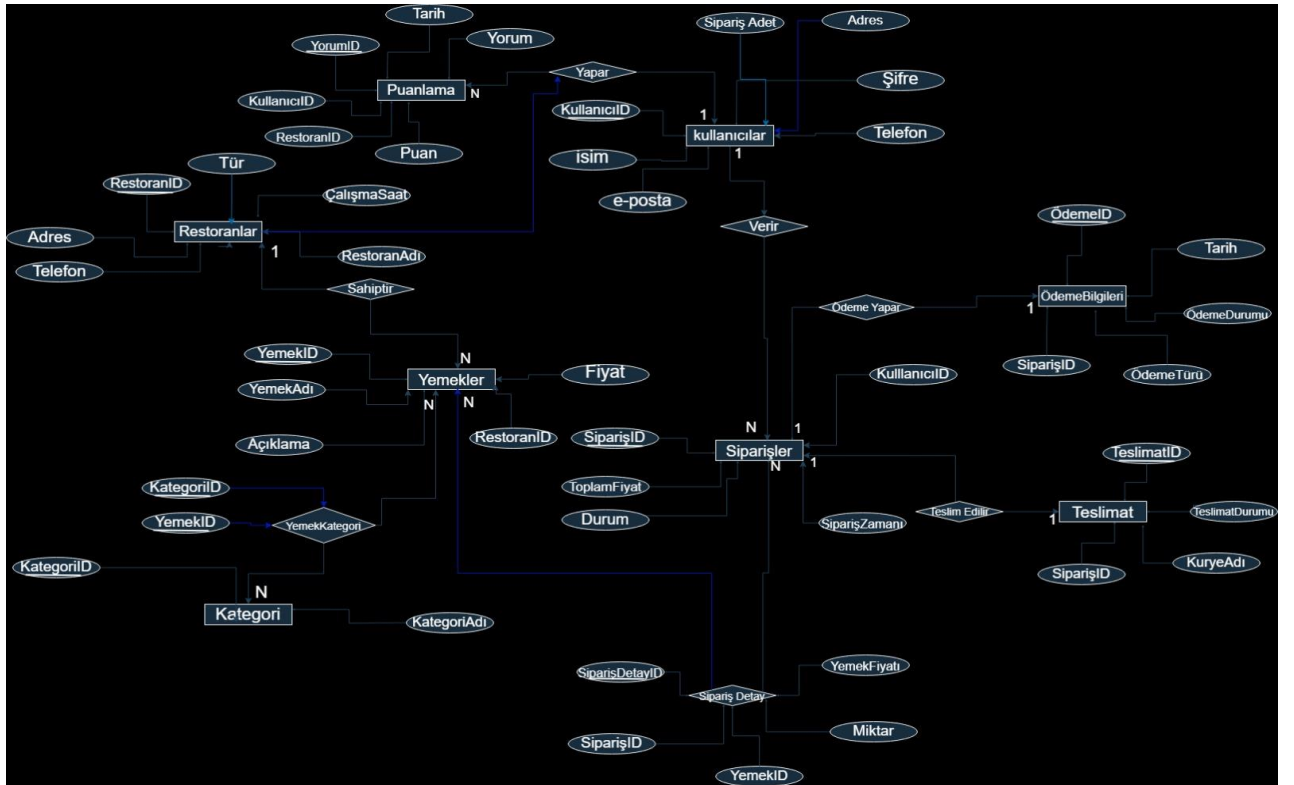 Tarih
Sipariş Adet
Adres
YorumID
Yorum
Yapar
Puanlama
N
Şifre
KullanıcıID
KullanıcıID
1
RestoranID
kullanıcılar
Telefon
Puan
1
isim
Tür
RestoranID
ÇalışmaSaat
e-posta
ÖdemeID
Restoranlar
Verir
Adres
1
RestoranAdı
Tarih
Telefon
Sahiptir
ÖdemeBilgileri
Ödeme Yapar
1
ÖdemeDurumu
YemekID
N
SiparişID
Yemekler
Fiyat
KulllanıcıID
ÖdemeTürü
YemekAdı
N
N
Açıklama
RestoranID
SiparişID
N
1
Siparişler
N
1
TeslimatID
KategoriID
ToplamFiyat
YemekID
YemekKategori
Durum
SiparişZamanı
Teslim Edilir
Teslimat
1
TeslimatDurumu
KategoriID
SiparişID
KuryeAdı
N
Kategori
KategoriAdı
SiparişDetayID
YemekFiyatı
Sipariş Detay
SiparişID
Miktar
YemekID